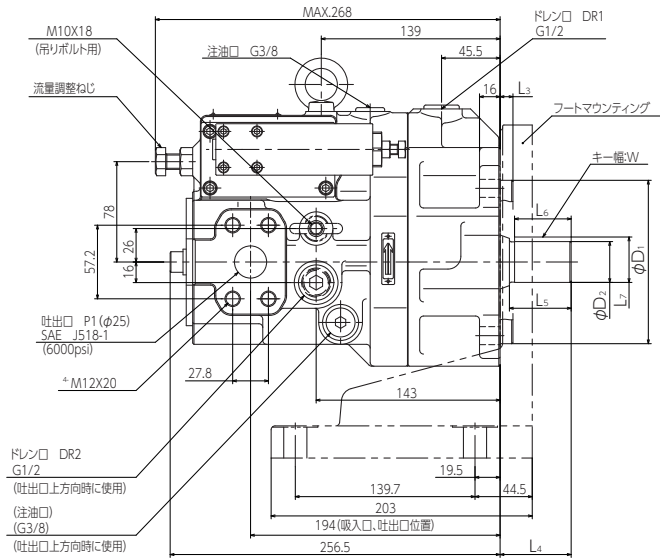 MAX.268
M10X18
(吊りボルト用)
139
ドレン口 DR1
G1/2
注油口 G3/8
45.5
流量調整ねじ
16
L3
フートマウンティング
キー幅:W
L6
78
26
57.2
16
φD1
φD2
L7
L5
吐出口 P1(φ25)
SAE J518-1
(6000psi)
4-M12X20
27.8
143
ドレン口 DR2
G1/2
(吐出口上方向時に使用)
19.5
139.7
44.5
(注油口)
(G3/8)
(吐出口上方向時に使用)
203
194(吸入口、吐出口位置)
256.5
L4